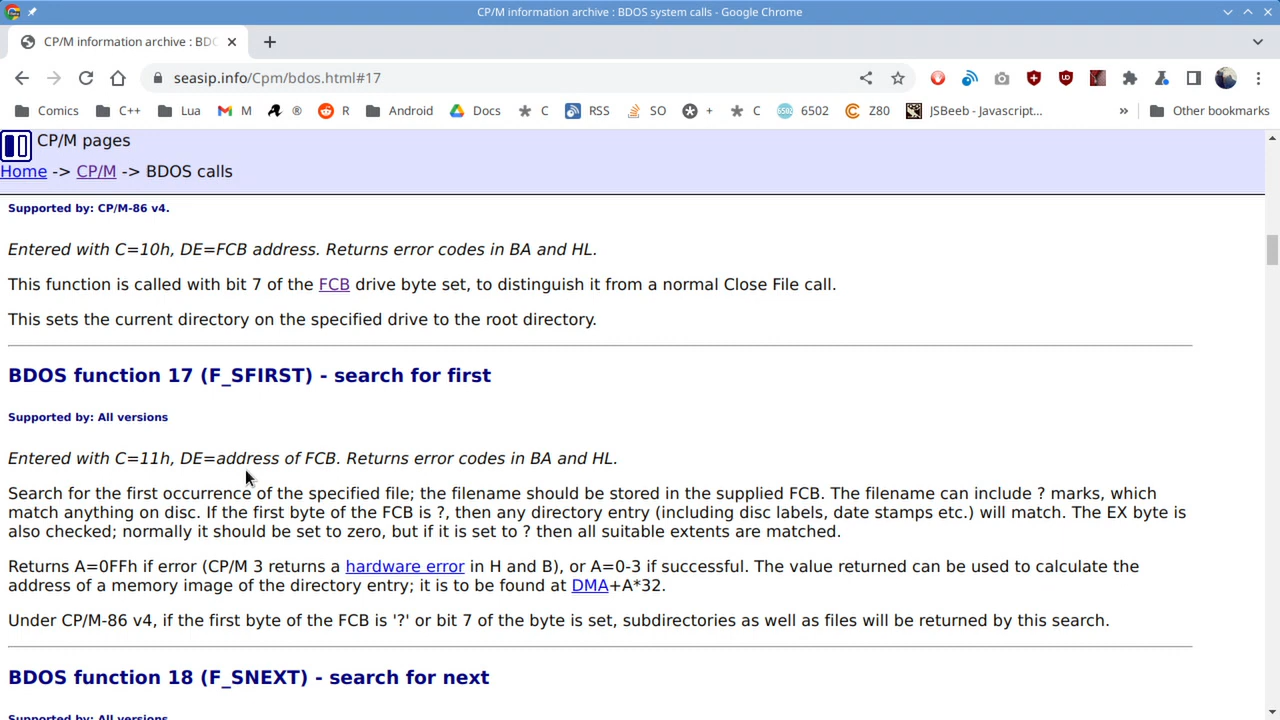 CP/M information archive : BDOS system calls - Google Chrome
CP/M information archive : BDO
seasip.info/Cpm/bdos.html#17
Comics C++ Lua M ® R Android Docs C RSS SO + C 6502 Z80 JSBeeb - Javascript... » Other bookmarks
CP/M pages
Home -> CP/M -> BDOS calls
Supported by: CP/M-86 v4.
Entered with C=10h, DE=FCB address. Returns error codes in BA and HL.
This function is called with bit 7 of the FCB drive byte set, to distinguish it from a normal Close File call.
This sets the current directory on the specified drive to the root directory.
BDOS function 17 (F_SFIRST) - search for first
Supported by: All versions
Entered with C=11h, DE=address of FCB. Returns error codes in BA and HL.
Search for the first occurrence of the specified file; the filename should be stored in the supplied FCB. The filename can include ? marks, which
match anything on disc. If the first byte of the FCB is ?, then any directory entry (including disc labels, date stamps etc.) will match. The EX byte is
also checked; normally it should be set to zero, but if it is set to ? then all suitable extents are matched.
Returns A=0FFh if error (CP/M 3 returns a hardware error in H and B), or A=0-3 if successful. The value returned can be used to calculate the
address of a memory image of the directory entry; it is to be found at DMA+A*32.
Under CP/M-86 v4, if the first byte of the FCB is '?' or bit 7 of the byte is set, subdirectories as well as files will be returned by this search.
BDOS function 18 (F_SNEXT) - search for next
Supported by: All versions